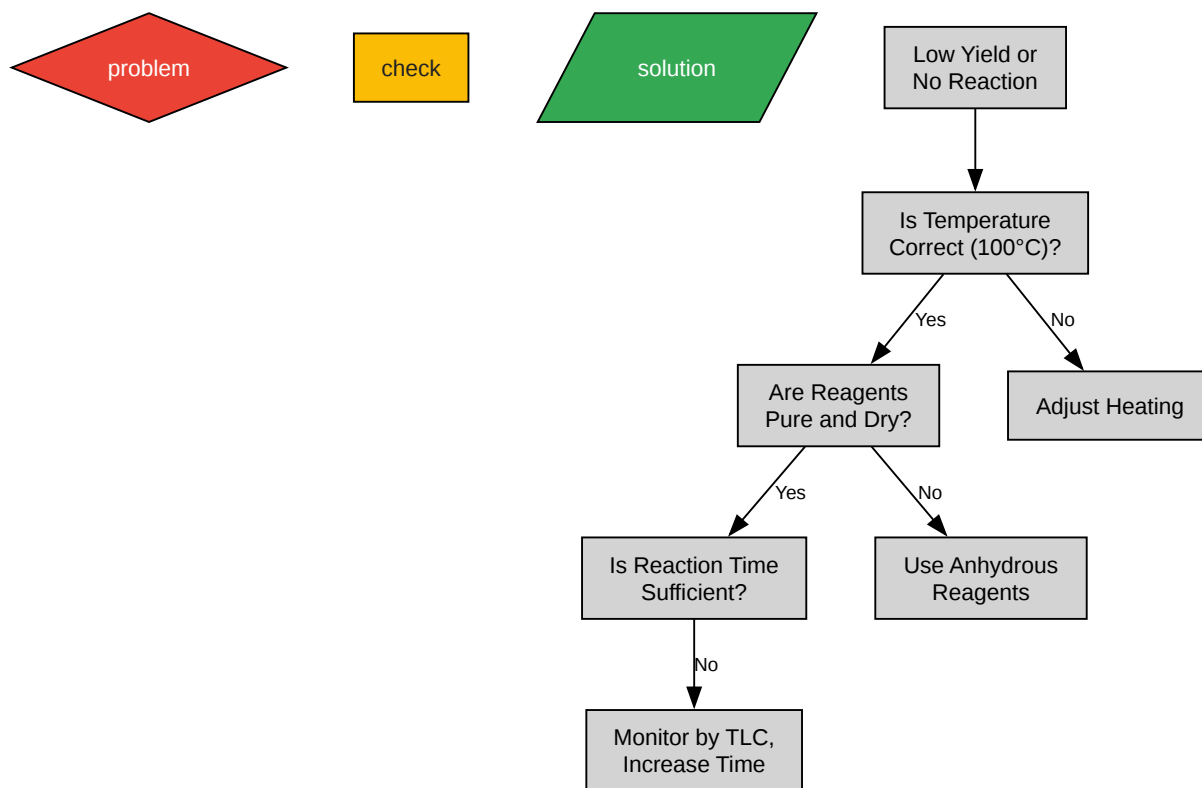 problem
check
solution
Low Yield or
No Reaction
Is Temperature
Correct (100°C)?
Yes
No
Are Reagents
Pure and Dry?
Adjust Heating
Yes
No
Is Reaction Time
Sufficient?
Use Anhydrous
Reagents
No
Monitor by TLC,
Increase Time